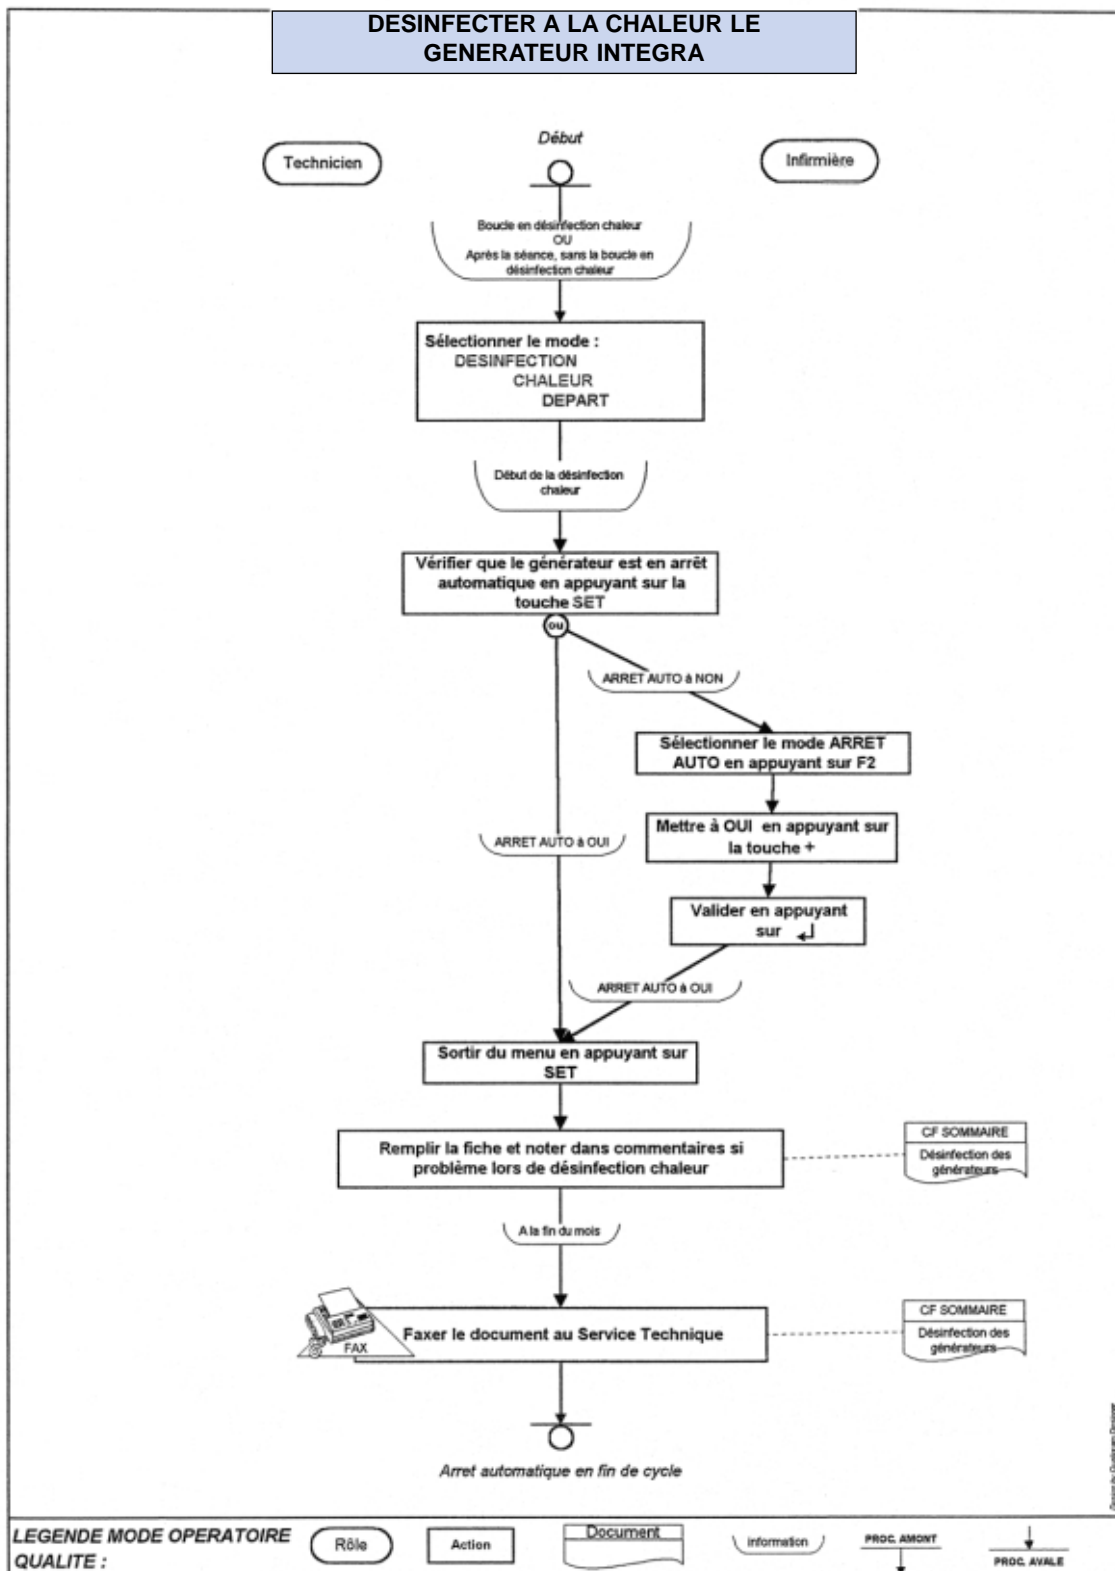 DESINFECTER A LA CHALEUR LE
GENERATEUR INTEGRA
Début
Technicien
Infirmière
Boucle en désinfection chaleur
OU
Après la séance, sans la boucle en
désinfection chaleur
Sélectionner le mode :
DESINFECTION
CHALEUR
DEPART
Début de la désinfection
chaleur
Vérifier que le générateur est en arrêt
automatique en appuyant sur la
touche SET
ou
ARRET AUTO à NON
Sélectionner le mode ARRET
AUTO en appuyant sur F2
Mettre à OUI en appuyant sur
la touche +
ARRET AUTO à OUI
Valider en appuyant
sur ↵
ARRET AUTO à OUI
Sortir du menu en appuyant sur
SET
Remplir la fiche et noter dans commentaires si
problème lors de désinfection chaleur
CF SOMMAIRE
Désinfection des
générateurs
A la fin du mois
Faxer le document au Service Technique
FAX
CF SOMMAIRE
Désinfection des
générateurs
Arret automatique en fin de cycle
LEGENDE MODE OPERATOIRE
QUALITE :
Rôle
Action
Document
information
PROC. AMONT
PROC. AVALE